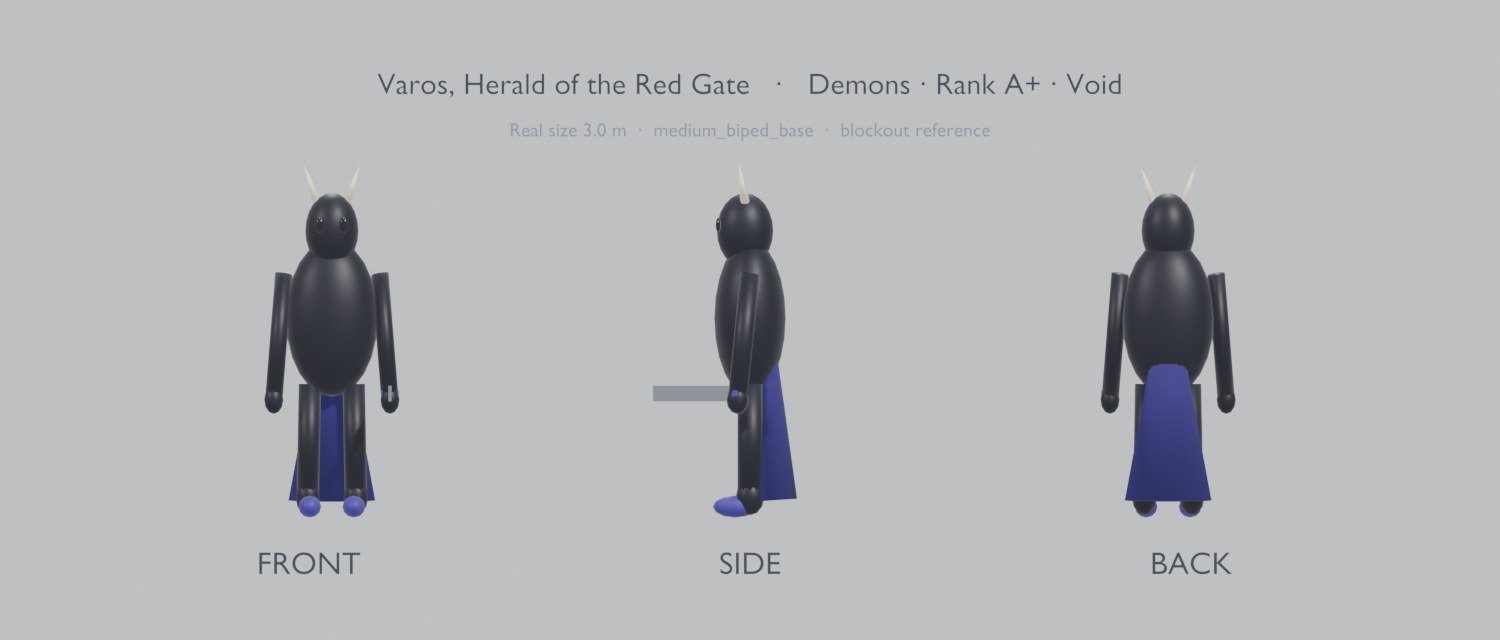 Varos, Herald of the Red Gate · Demons · Rank A+ · Void
Real size 3.0 m · medium_biped_base · blockout reference
FRONT SIDE BACK